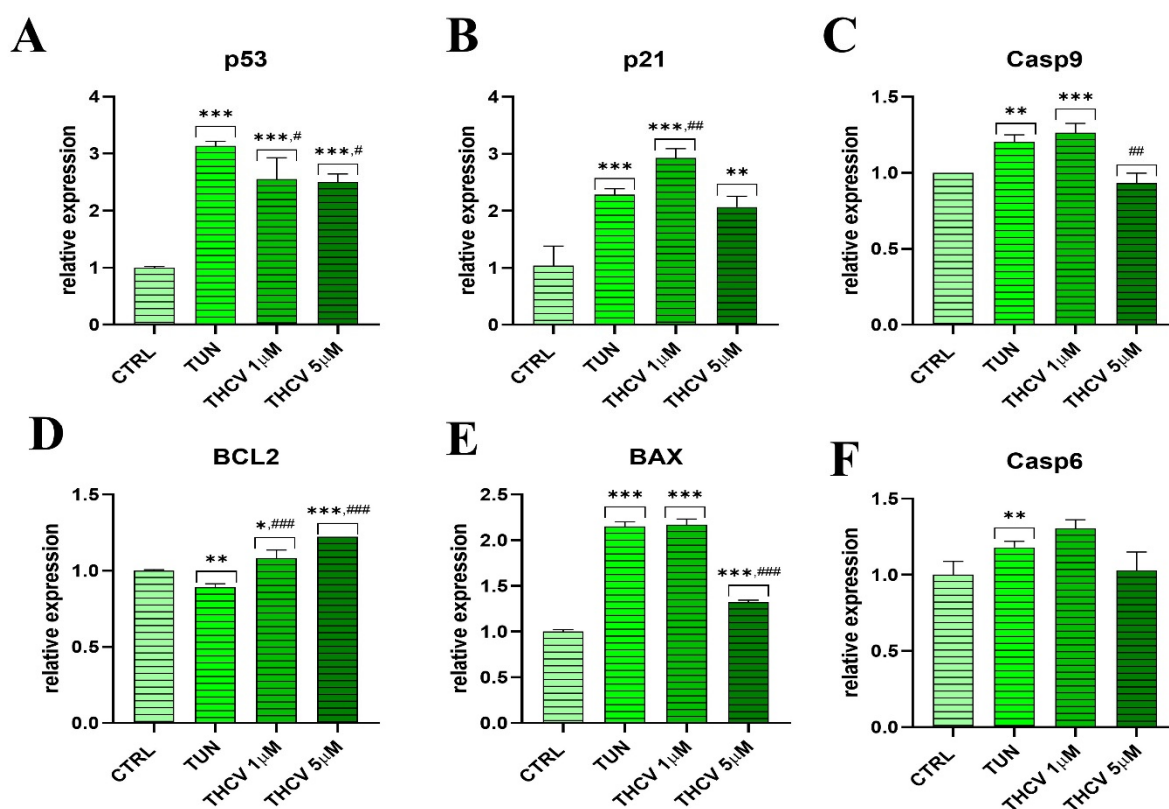 A
p53
relative expression
4
3
2
1
0
***
***,#
***,#
CTRL
TUN
THCV 1μM
THCV 5μM
B
p21
relative expression
4
3
2
1
0
***
***,##
**
CTRL
TUN
THCV 1μM
THCV 5μM
C
Casp9
relative expression
1.5
1.0
0.5
0.0
**
***
##
CTRL
TUN
THCV 1μM
THCV 5μM
D
BCL2
relative expression
1.5
1.0
0.5
0.0
**
*,###
***,###
CTRL
TUN
THCV 1μM
THCV 5μM
E
BAX
relative expression
2.5
2.0
1.5
1.0
0.5
0.0
***
***
***,###
CTRL
TUN
THCV 1μM
THCV 5μM
F
Casp6
relative expression
1.5
1.0
0.5
0.0
**
CTRL
TUN
THCV 1μM
THCV 5μM